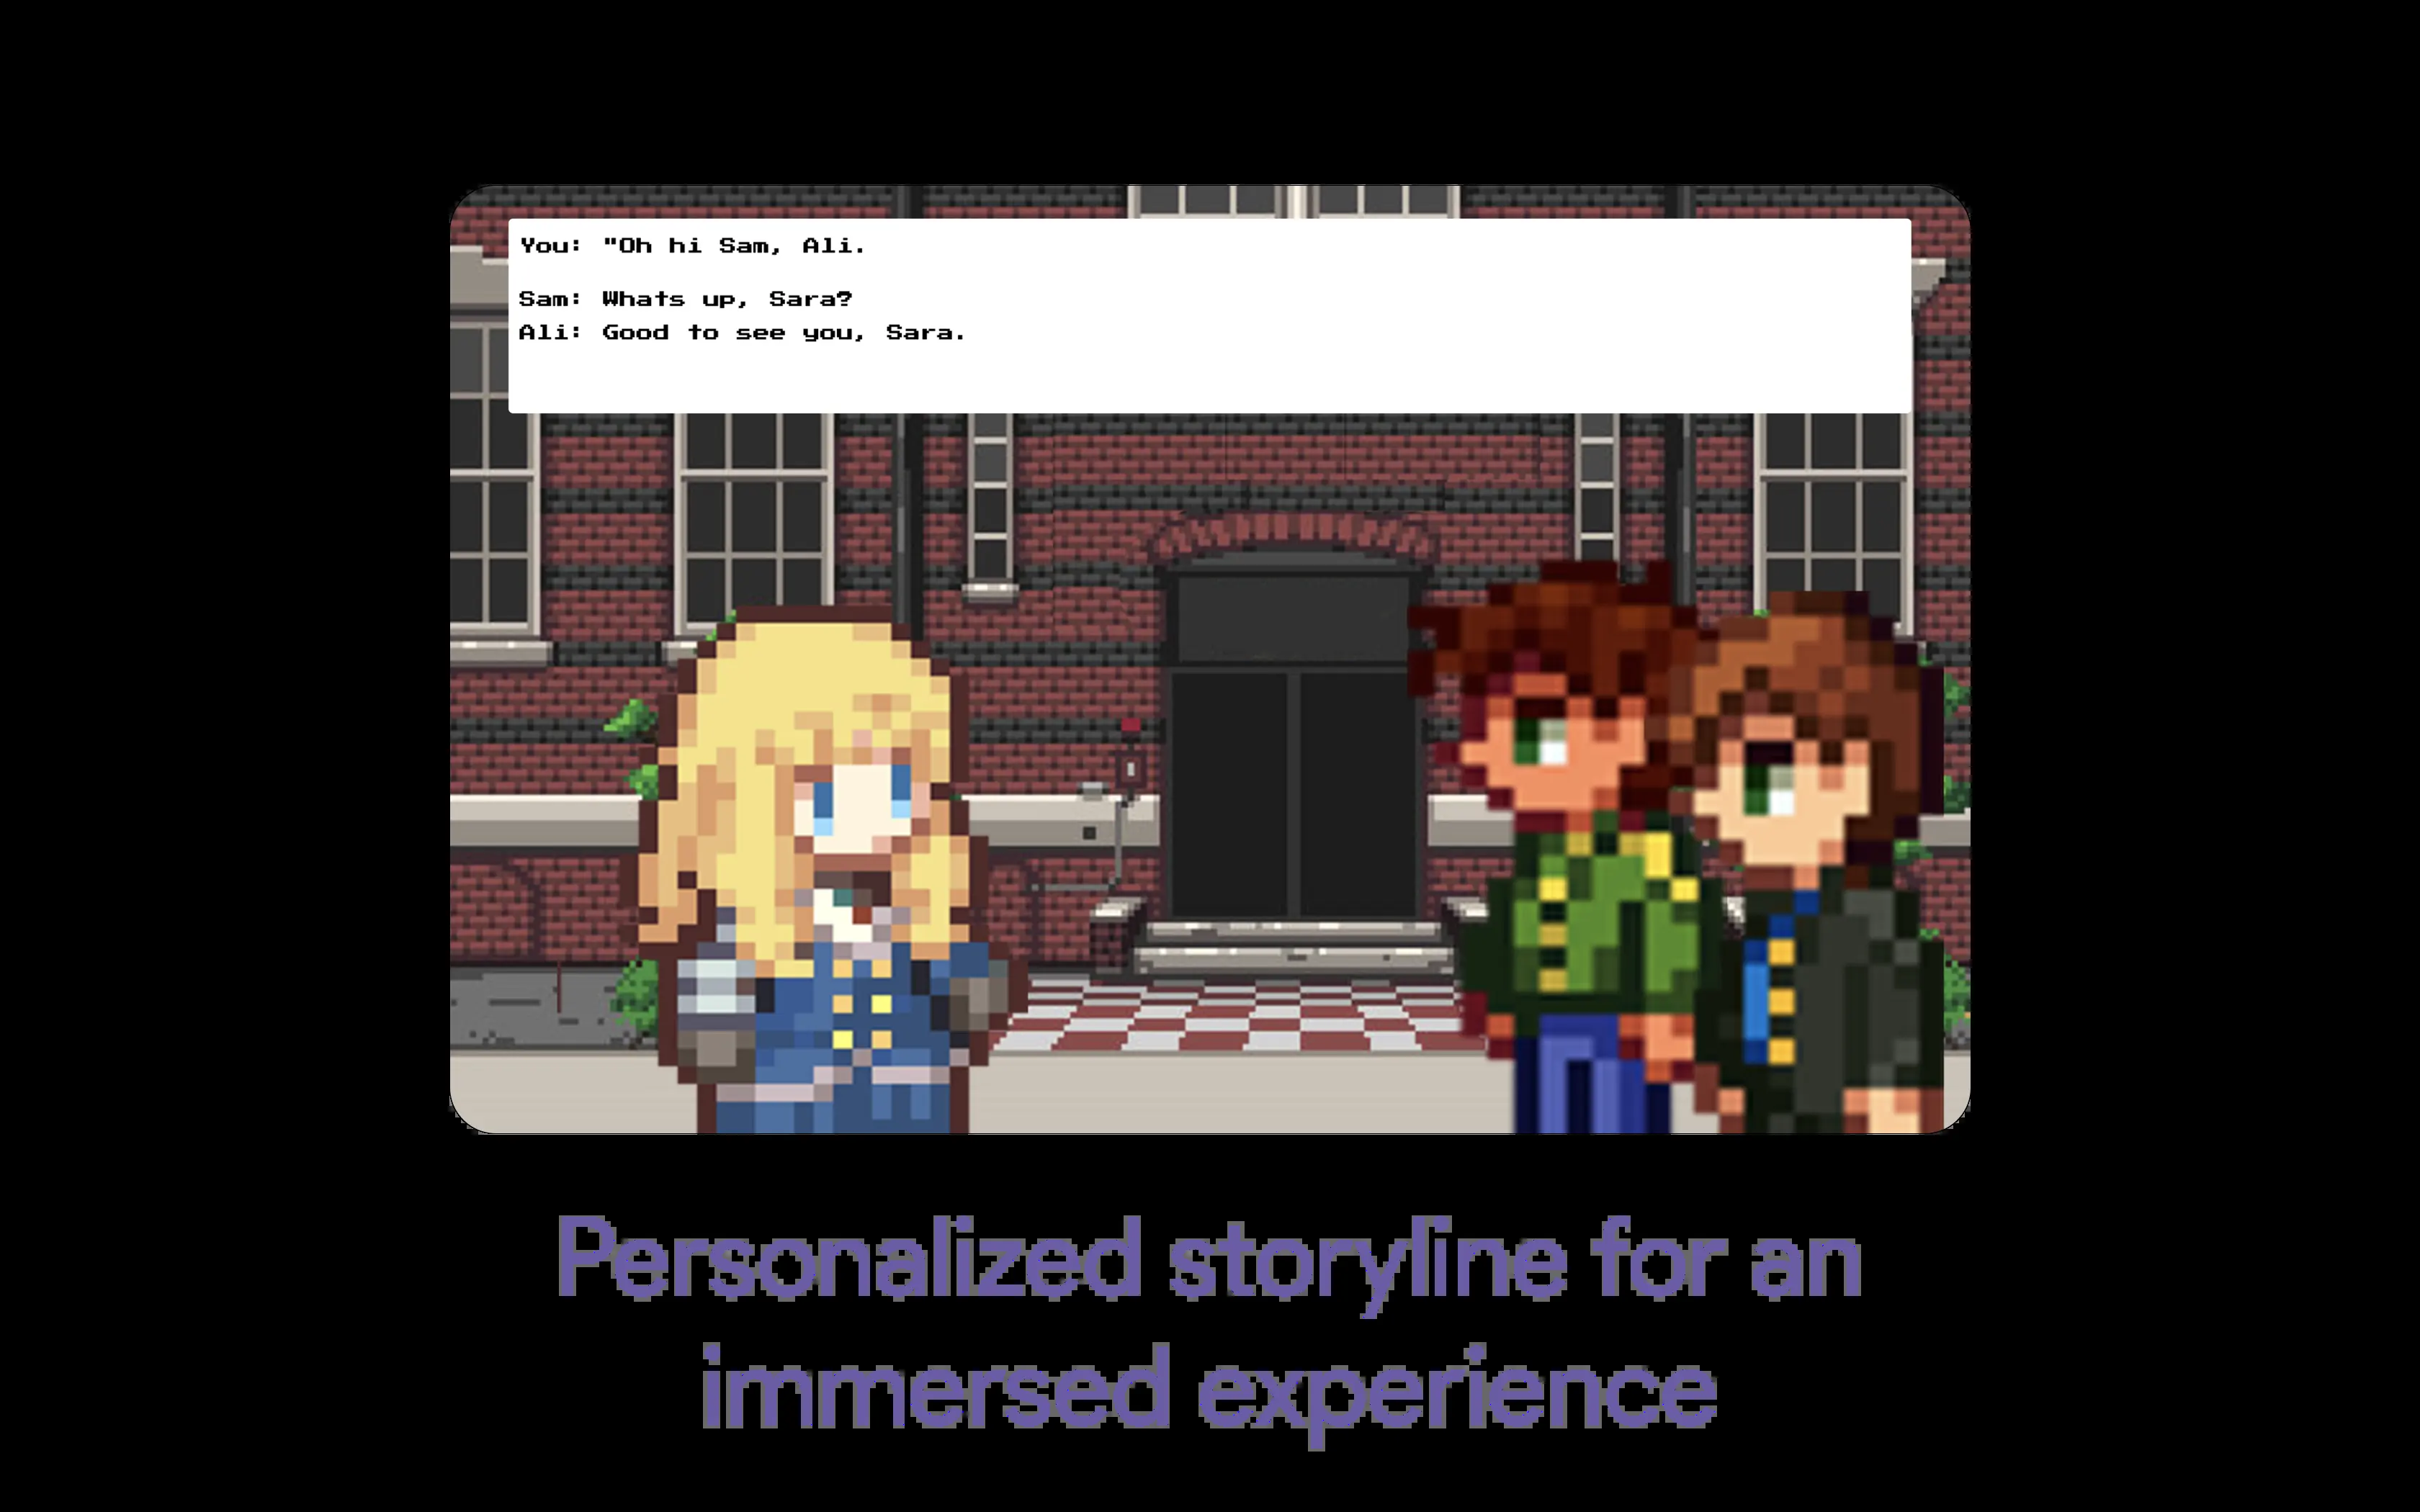 You: "Oh hi Sam, Ali.
Sam: Whats up, Sara?
Ali: Good to see you, Sara.
Personalized storyline for an
immersed experience